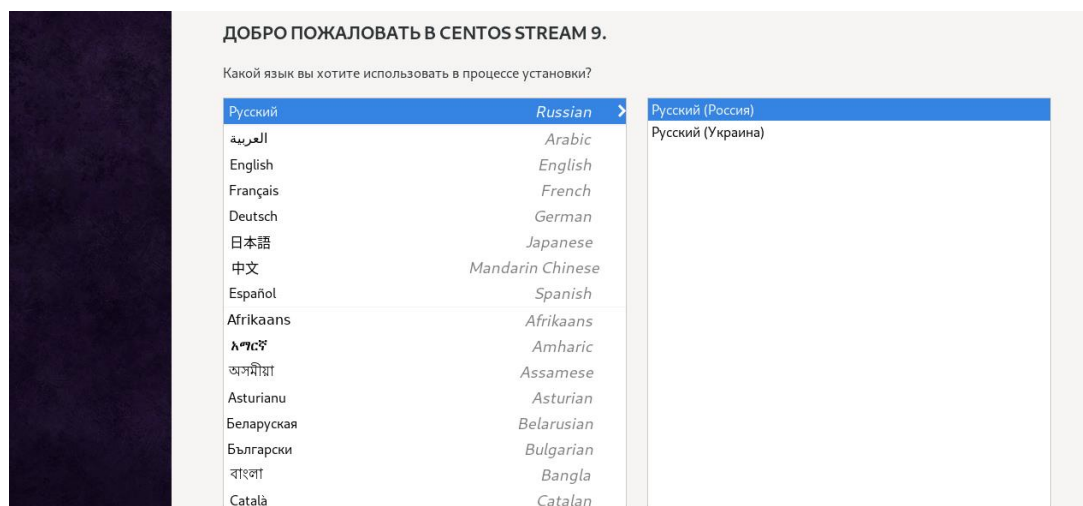 ДОБРО ПОЖАЛОВАТЬ В CENTOS STREAM 9.
Какой язык вы хотите использовать в процессе установки?
Русский Russian
العربية Arabic
English English
Français French
Deutsch German
日本語 Japanese
中文 Mandarin Chinese
Español Spanish
Afrikaans Afrikaans
አማርኛ Amharic
অসমীয়া Assamese
Asturianu Asturian
Беларуская Belarusian
Български Bulgarian
বাংলা Bangla
Català Catalan
Русский (Россия)
Русский (Украина)